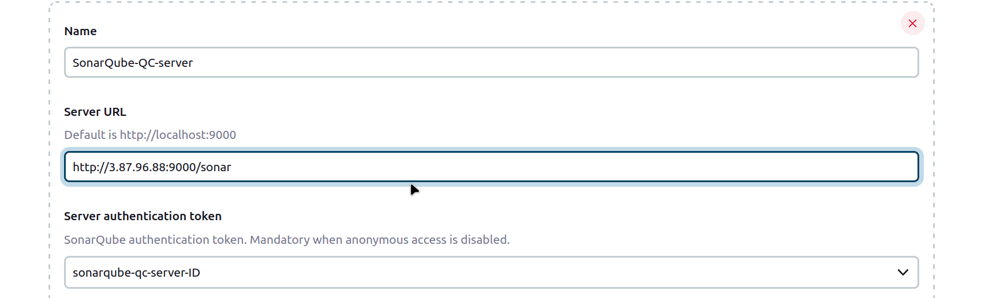 Name
SonarQube-QC-server
Server URL
Default is http://localhost:9000
http://3.87.96.88:9000/sonar
Server authentication token
SonarQube authentication token. Mandatory when anonymous access is disabled.
sonarqube-qc-server-ID